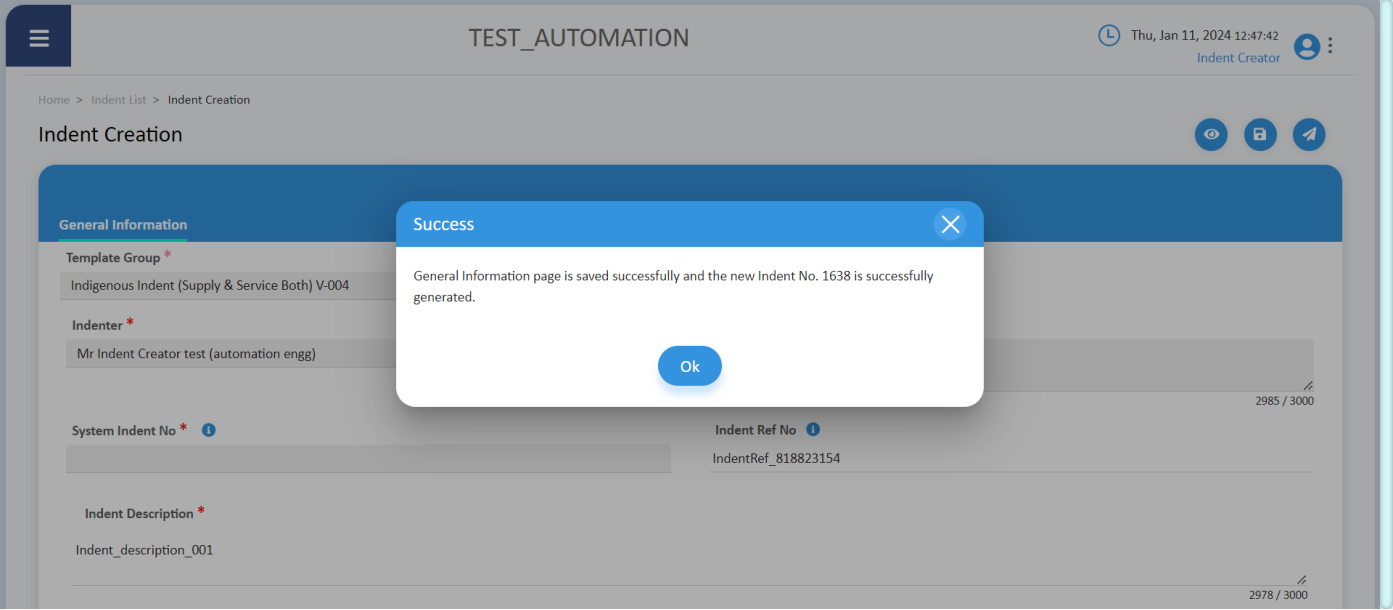 TEST_AUTOMATION
Thu, Jan 11, 2024 12:47:42
Indent Creator
Home > Indent List > Indent Creation
Indent Creation
General Information
Success
General Information page is saved successfully and the new Indent No. 1638 is successfully
generated.
Ok
Template Group *
Indigenous Indent (Supply & Service Both) V-004
Indenter *
Mr Indent Creator test (automation engg)
2985 / 3000
System Indent No *
Indent Ref No
IndentRef_818823154
Indent Description *
Indent_description_001
2978 / 3000